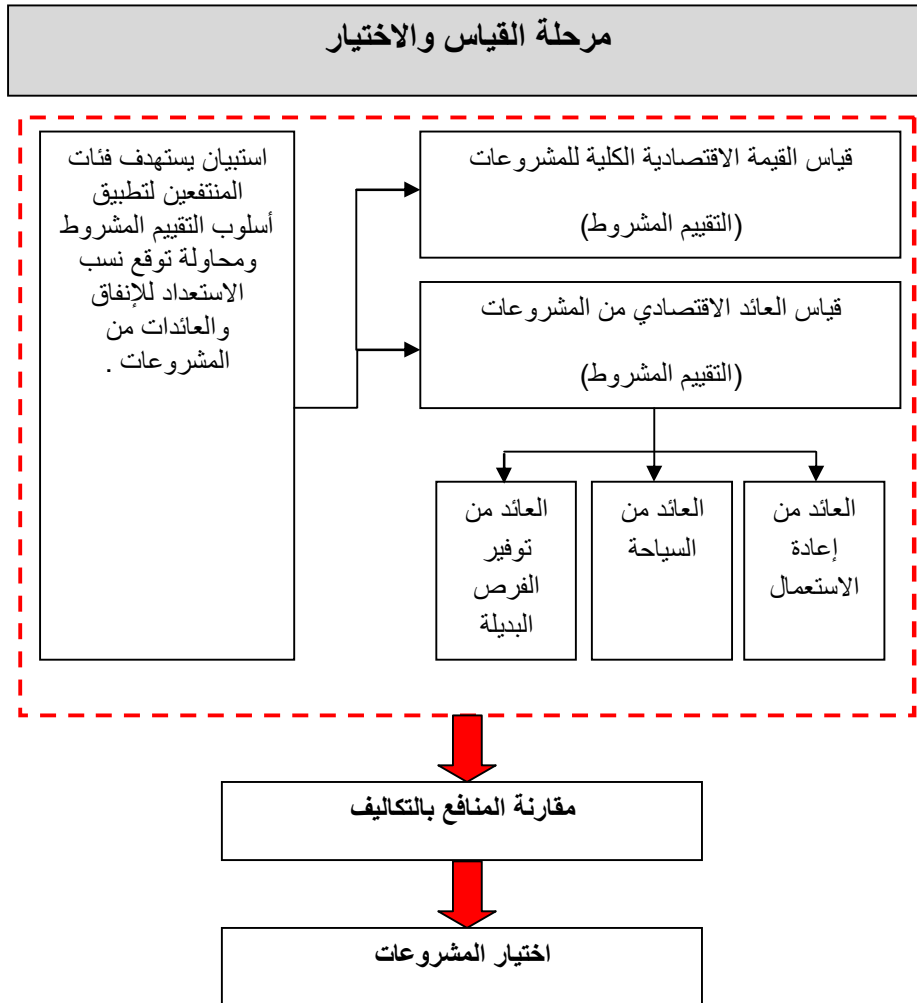 مرحلة القياس والاختيار
استبيان يستهدف فئات
المنتفعين لتطبيق
أسلوب التقييم المشروط
ومحاولة توقع نسب
الاستعداد للإنفاق
والعائدات من
المشروعات .
قياس القيمة الاقتصادية الكلية للمشروعات
(التقييم المشروط)
قياس العائد الاقتصادي من المشروعات
(التقييم المشروط)
العائد من
إعادة
الاستعمال
العائد من
السياحة
العائد من
توفير
الفرص
البديلة
مقارنة المنافع بالتكاليف
اختيار المشروعات